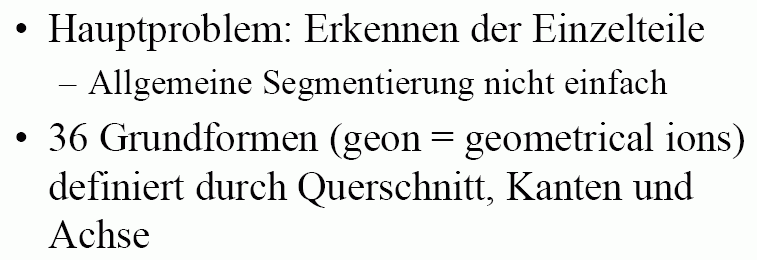 • Hauptproblem: Erkennen der Einzelteile
– Allgemeine Segmentierung nicht einfach
• 36 Grundformen (geon = geometrical ions)
definiert durch Querschnitt, Kanten und
Achse